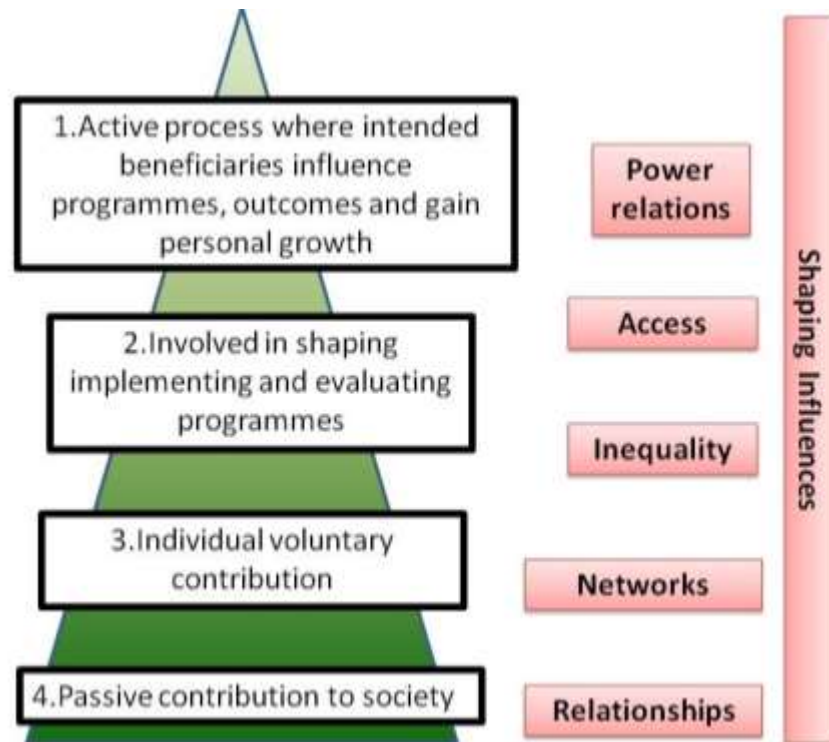 1.Active process where intended
beneficiaries influence
programmes, outcomes and gain
personal growth
2.Involved in shaping
implementing and evaluating
programmes
3.Individual voluntary
contribution
4.Passive contribution to society
Power
relations
Access
Inequality
Networks
Relationships
Shaping Influences